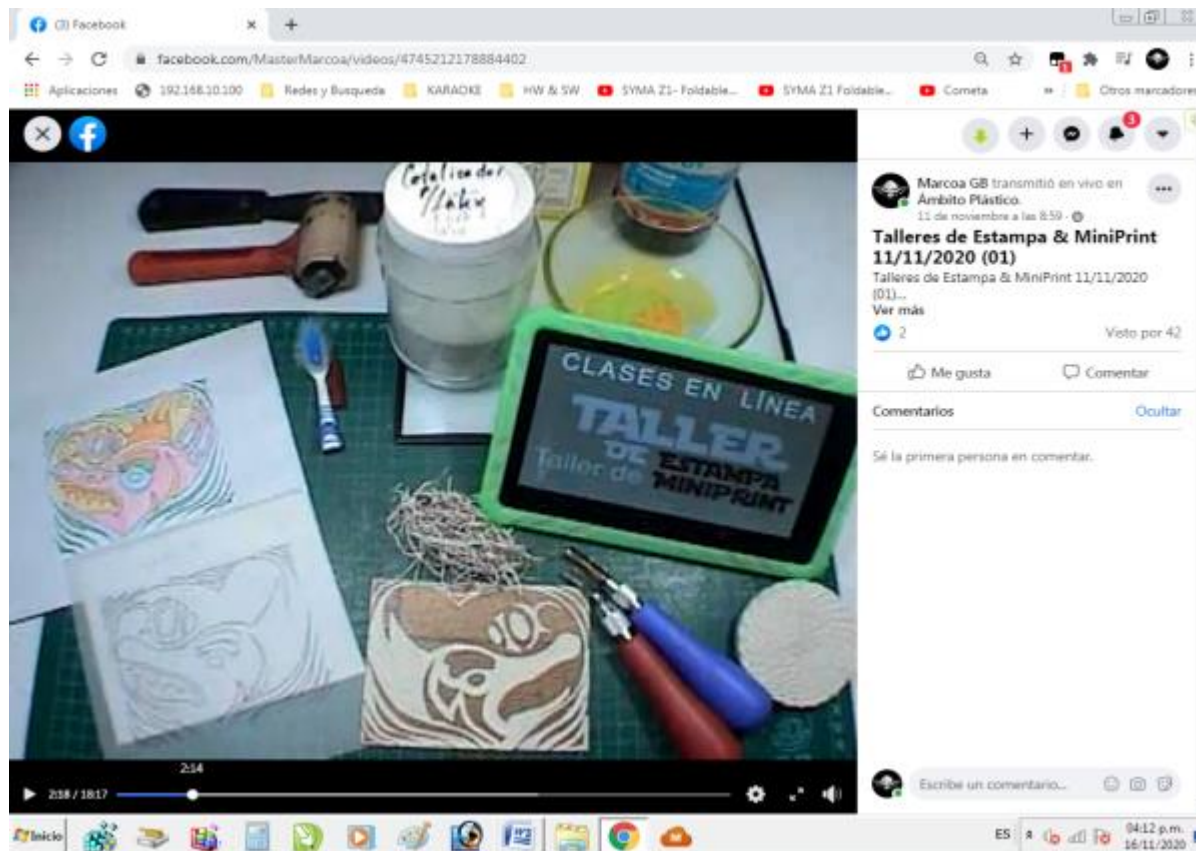 (3) Facebook
facebook.com/MasterMarcoa/videos/4745212178884402
Aplicaciones 192.168.10.100 Redes y Busqueda KARAOKE HW & SW SYMA Z1- Foldable... SYMA Z1 Foldable... Cometa » Otros marcadores
1
3
Catalizador
p/látex
CLASES EN LÍNEA
TALLER
DE ESTAMPA
Taller de MINIPRINT
Marcoa GB transmitió en vivo en
Ámbito Plástico.
11 de noviembre a las 8:59 ·
Talleres de Estampa & MiniPrint
11/11/2020 (01)
Talleres de Estampa & MiniPrint 11/11/2020
(01)...
Ver más
2 Visto por 42
Me gusta Comentar
Comentarios Ocultar
Sé la primera persona en comentar.
2:14
2:18 / 18:17
Escribe un comentario...
Inicio
ES
04:12 p.m.
16/11/2020